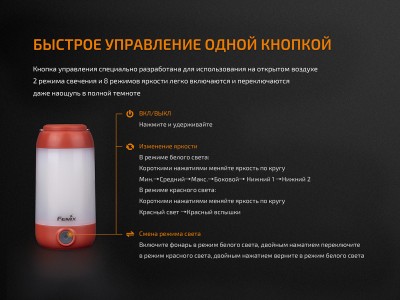 БЫСТРОЕ УПРАВЛЕНИЕ ОДНОЙ КНОПКОЙ
Кнопка управления специально разработана для использования на открытом воздухе
2 режима свечения и 8 режимов яркости легко включаются и переключаются
даже наощупь в полной темноте
ВКЛ/ВЫКЛ
Нажмите и удерживайте
Изменение яркости
В режиме белого света:
Короткими нажатиями меняйте яркость по кругу
Мин.→Средний→Макс.→Боковой→ Нижний 1 →Нижний 2
В режиме красного света:
Короткими нажатиями меняйте яркость по кругу
Красный свет →Красный вспышки
FENIX
Смена режима света
Включите фонарь в режим белого света, двойным нажатием переключите
в режим красного света, двойным нажатием верните в режим белого света